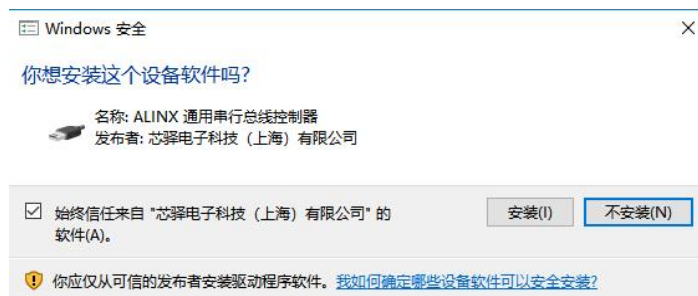 Windows 安全
你想安装这个设备软件吗?
名称: ALINX 通用串行总线控制器
发布者: 芯驿电子科技（上海）有限公司
始终信任来自 "芯驿电子科技（上海）有限公司" 的
软件(A)。
安装(I)
不安装(N)
你应仅从可信的发布者安装驱动程序软件。我如何确定哪些设备软件可以安全安装?